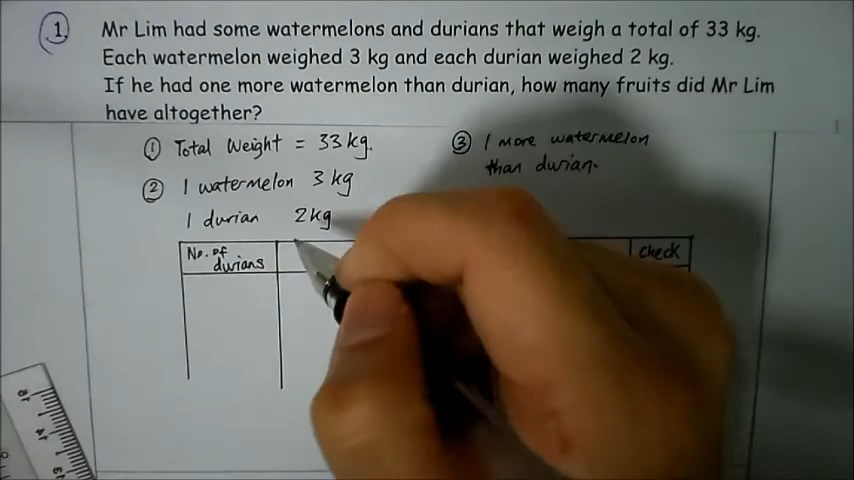 1. Mr Lim had some watermelons and durians that weigh a total of 33 kg.
Each watermelon weighed 3 kg and each durian weighed 2 kg.
If he had one more watermelon than durian, how many fruits did Mr Lim
have altogether?
① Total Weight = 33 kg.
② 1 watermelon 3 kg
1 durian 2 kg
③ 1 more watermelon
than durian.
No. of
durians
check